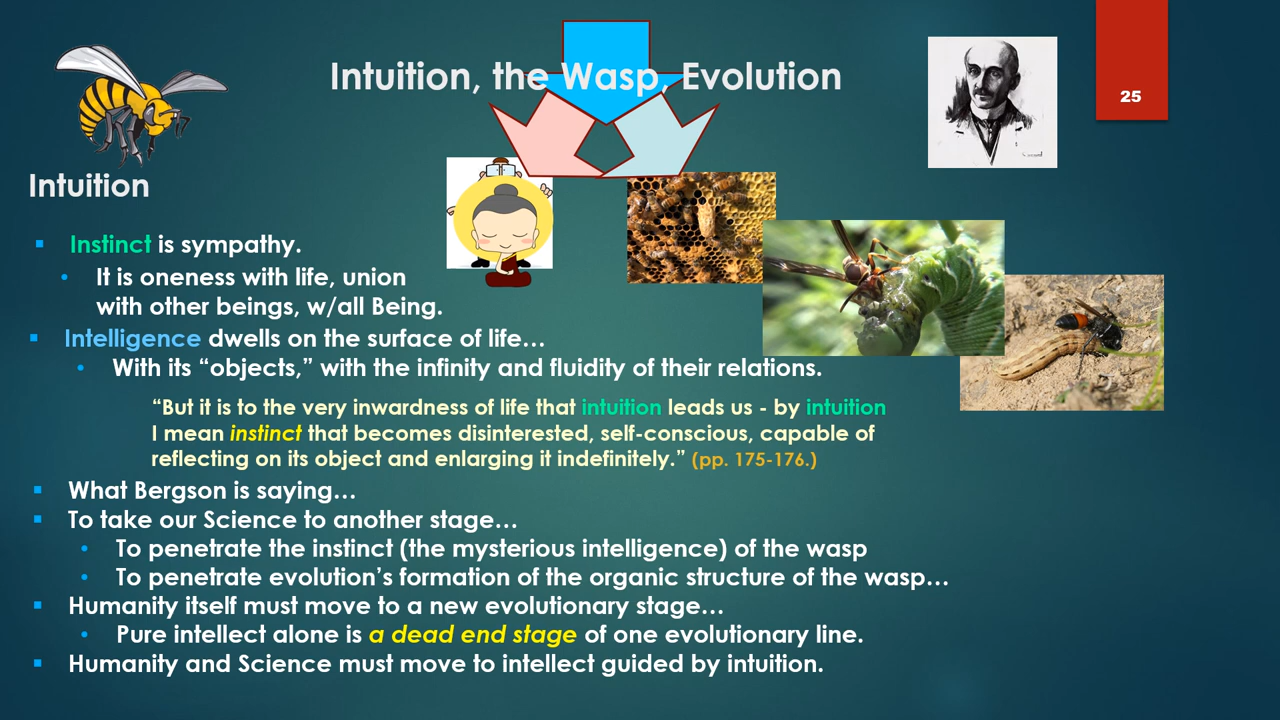 Intuition, the Wasp, Evolution
25
Intuition
▪ Instinct is sympathy.
• It is oneness with life, union
with other beings, w/all Being.
▪ Intelligence dwells on the surface of life…
• With its “objects,” with the infinity and fluidity of their relations.
“But it is to the very inwardness of life that intuition leads us - by intuition
I mean instinct that becomes disinterested, self-conscious, capable of
reflecting on its object and enlarging it indefinitely.” (pp. 175-176.)
▪ What Bergson is saying…
▪ To take our Science to another stage…
• To penetrate the instinct (the mysterious intelligence) of the wasp
• To penetrate evolution’s formation of the organic structure of the wasp…
▪ Humanity itself must move to a new evolutionary stage…
• Pure intellect alone is a dead end stage of one evolutionary line.
▪ Humanity and Science must move to intellect guided by intuition.